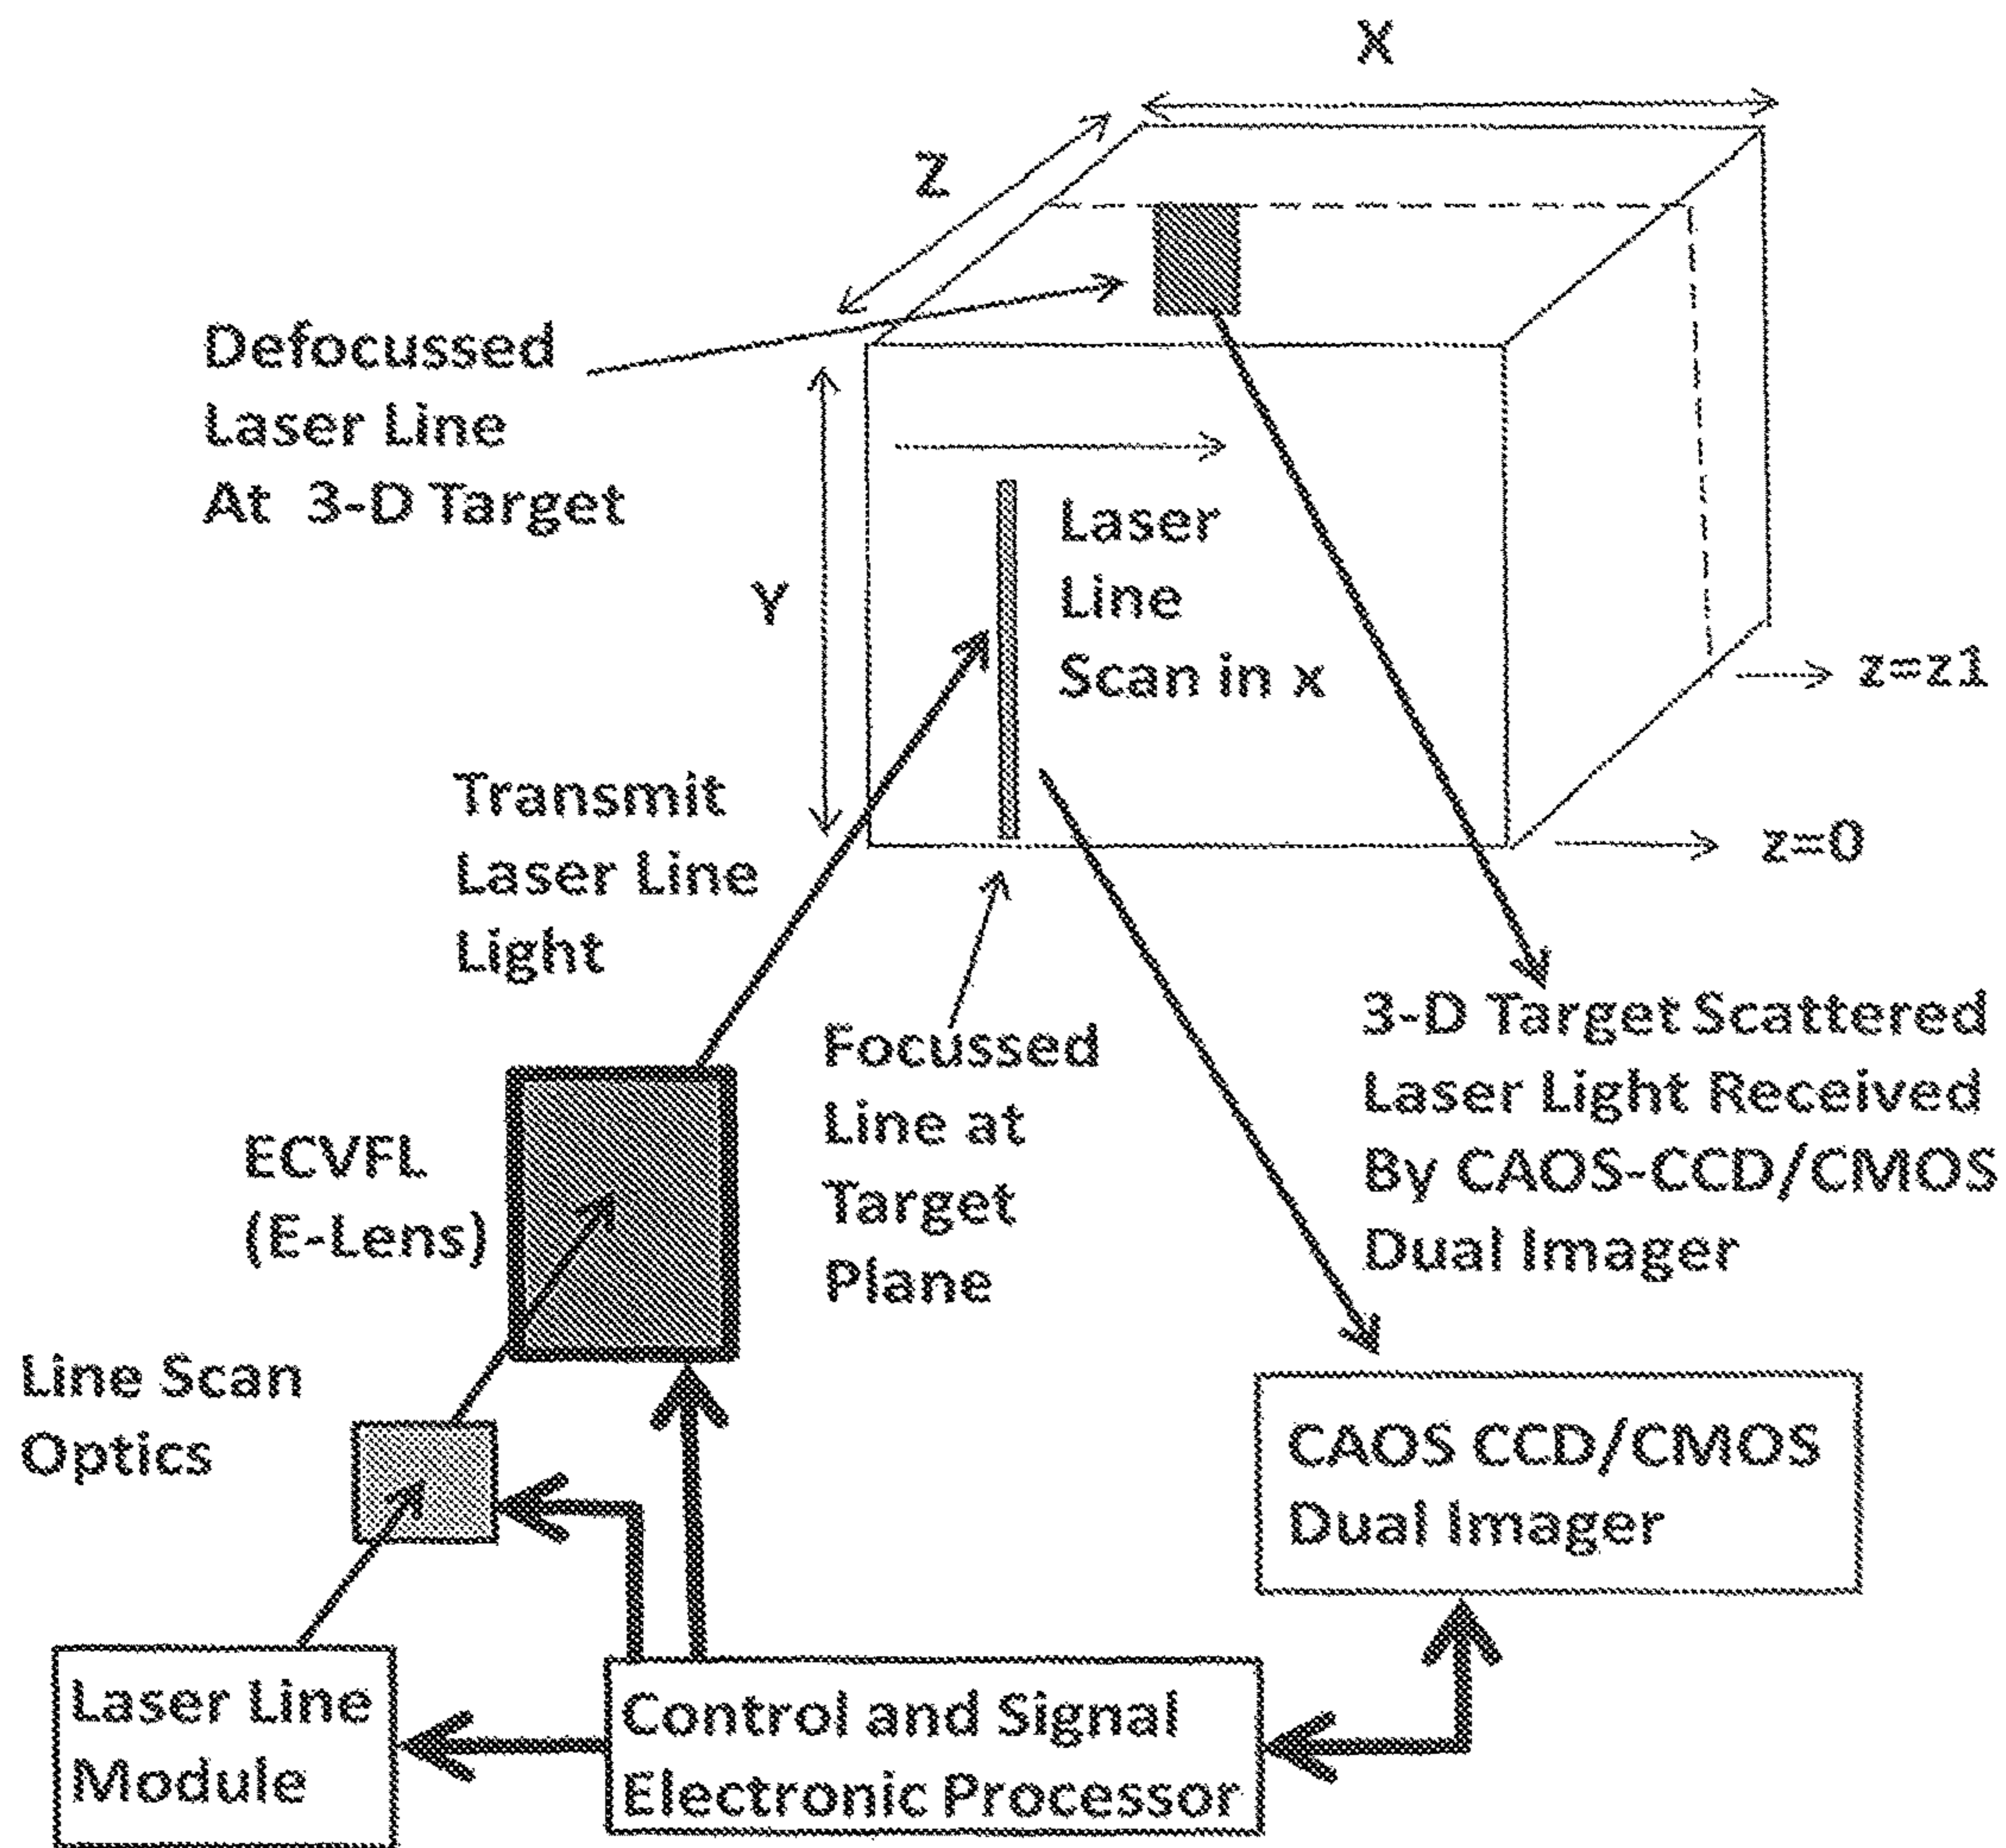 X
Z
Defocussed
Laser Line
At 3-D Target
Laser
Line
Scan in x
Y
z=z1
z=0
Transmit
Laser Line
Light
Focussed
Line at
Target
Plane
3-D Target Scattered
Laser Light Received
By CAOS-CCD/CMOS
Dual Imager
ECVFL
(E-Lens)
Line Scan
Optics
CAOS CCD/CMOS
Dual Imager
Laser Line
Module
Control and Signal
Electronic Processor